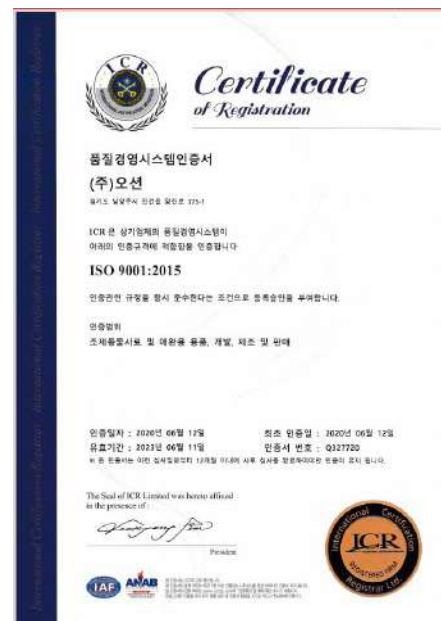 ICR
Certificate
of Registration
품질경영시스템인증서
(주)오션
ICR 은 상기업체의 품질경영시스템이
아래의 인증규격에 적합함을 인증합니다
ISO 9001:2015
인증관련 규정을 항시 준수한다는 조건으로 등록승인을 부여합니다.
인증범위
조제동물사료 및 애완용 용품, 개발, 제조 및 판매
인증일자 : 2020년 06월 12일
최초 인증일 : 2020년 06월 12일
유효기간 : 2023년 06월 11일
인증서 번호 : Q327720
The Seal of ICR Limited was hereto affixed
in the presence of :
President
IAF
ANAB
International Certification
ICR
REGISTERED FIRM
Registrar Ltd.